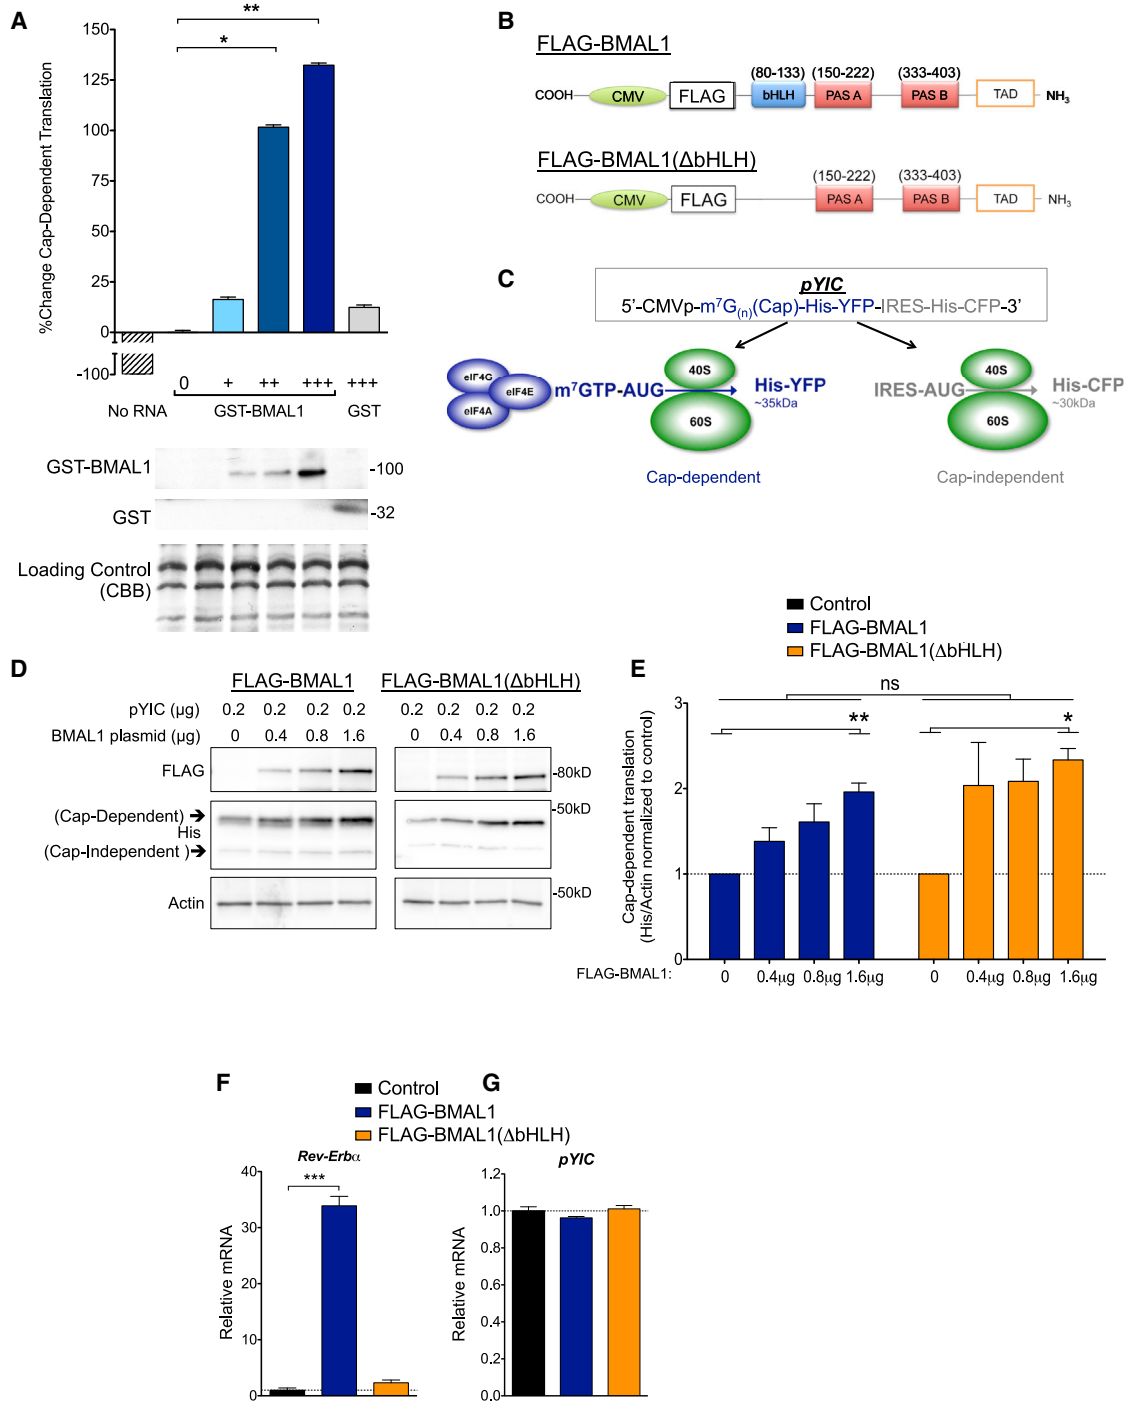 A
%Change Cap-Dependent Translation
150
125
100
75
50
25
0
-100
**
*
0 + ++ +++ +++
No RNA GST-BMAL1 GST
GST-BMAL1 -100
GST -32
Loading Control
(CBB)
B
FLAG-BMAL1
(80-133) (150-222) (333-403)
COOH CMV FLAG bHLH PAS A PAS B TAD NH3
FLAG-BMAL1(ΔbHLH)
(150-222) (333-403)
COOH CMV FLAG PAS A PAS B TAD NH3
C
pYIC
5'-CMVp-m7G(n)(Cap)-His-YFP-IRES-His-CFP-3'
eIF4G
eIF4E
eIF4A
m7GTP-AUG
40S
60S
His-YFP
~35kDa
Cap-dependent
IRES-AUG
40S
60S
His-CFP
~30kDa
Cap-independent
D
FLAG-BMAL1 FLAG-BMAL1(ΔbHLH)
pYIC (µg) 0.2 0.2 0.2 0.2 0.2 0.2 0.2 0.2
BMAL1 plasmid (µg) 0 0.4 0.8 1.6 0 0.4 0.8 1.6
FLAG -80kD
(Cap-Dependent) ➔ -50kD
His
(Cap-Independent ) ➔
Actin -50kD
E
Control
FLAG-BMAL1
FLAG-BMAL1(ΔbHLH)
Cap-dependent translation
(His/Actin normalized to control)
3
2
1
0
ns
**
*
FLAG-BMAL1: 0 0.4µg 0.8µg 1.6µg 0 0.4µg 0.8µg 1.6µg
F
Control
FLAG-BMAL1
FLAG-BMAL1(ΔbHLH)
Rev-Erbα
Relative mRNA
40
30
20
10
0
***
G
pYIC
Relative mRNA
1.2
1.0
0.8
0.6
0.4
0.2
0.0